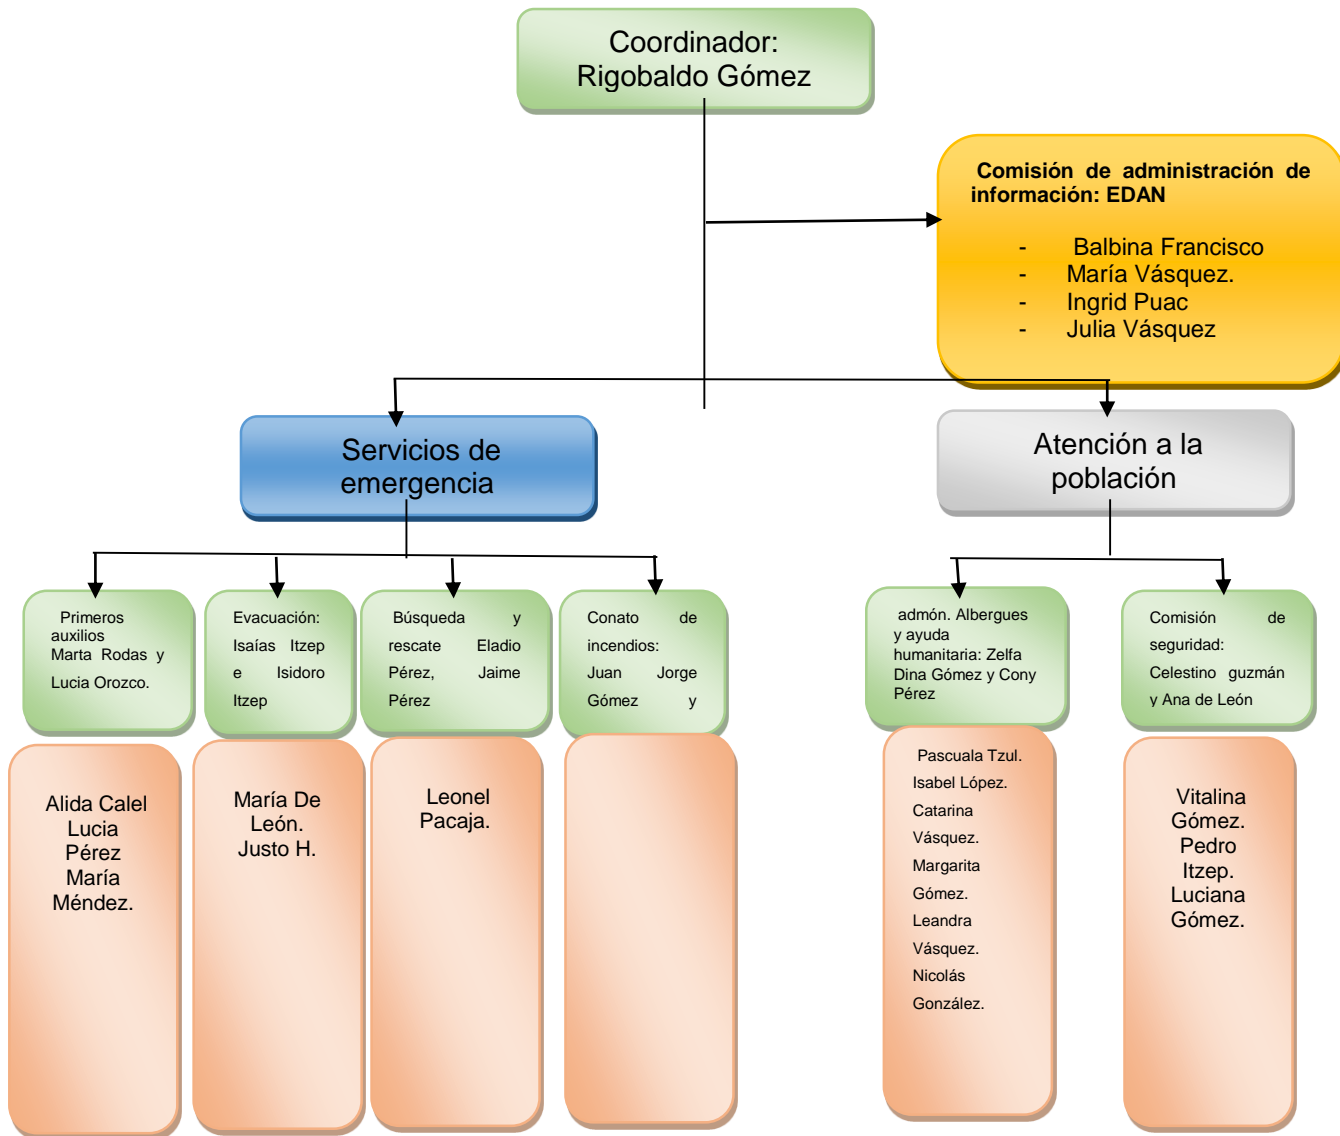 Coordinador:
Rigobaldo Gómez
Comisión de administración de
información: EDAN
- Balbina Francisco
- María Vásquez.
- Ingrid Puac
- Julia Vásquez
Servicios de
emergencia
Atención a la
población
Primeros
auxilios
Marta Rodas y
Lucia Orozco.
Evacuación:
Isaías Itzep
e Isidoro
Itzep
Búsqueda y
rescate Eladio
Pérez, Jaime
Pérez
Conato de
incendios:
Juan Jorge
Gómez y
admón. Albergues
y ayuda
humanitaria: Zelfa
Dina Gómez y Cony
Pérez
Comisión de
seguridad:
Celestino guzmán
y Ana de León
Alida Calel
Lucia
Pérez
María
Méndez.
María De
León.
Justo H.
Leonel
Pacaja.
Pascuala Tzul.
Isabel López.
Catarina
Vásquez.
Margarita
Gómez.
Leandra
Vásquez.
Nicolás
González.
Vitalina
Gómez.
Pedro
Itzep.
Luciana
Gómez.